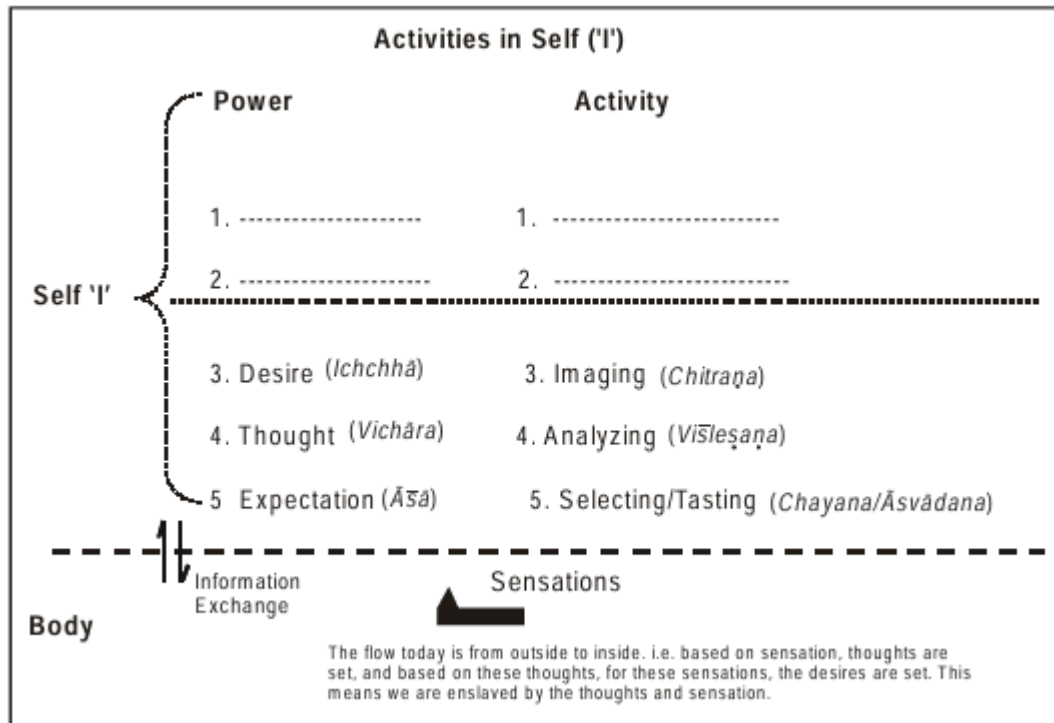 Activities in Self ('I')
Power Activity
1. --------------------- 1. --------------------------
2. ---------------------- 2. ---------------------------
Self ‘I’
3. Desire (Ichchhā) 3. Imaging (Chitraṇa)
4. Thought (Vichāra) 4. Analyzing (Vis̅leṣaṇa)
5 Expectation (Ās̅ā) 5. Selecting/Tasting (Chayana/Āsvādana)
Information
Exchange
Sensations
Body
The flow today is from outside to inside. i.e. based on sensation, thoughts are
set, and based on these thoughts, for these sensations, the desires are set. This
means we are enslaved by the thoughts and sensation.